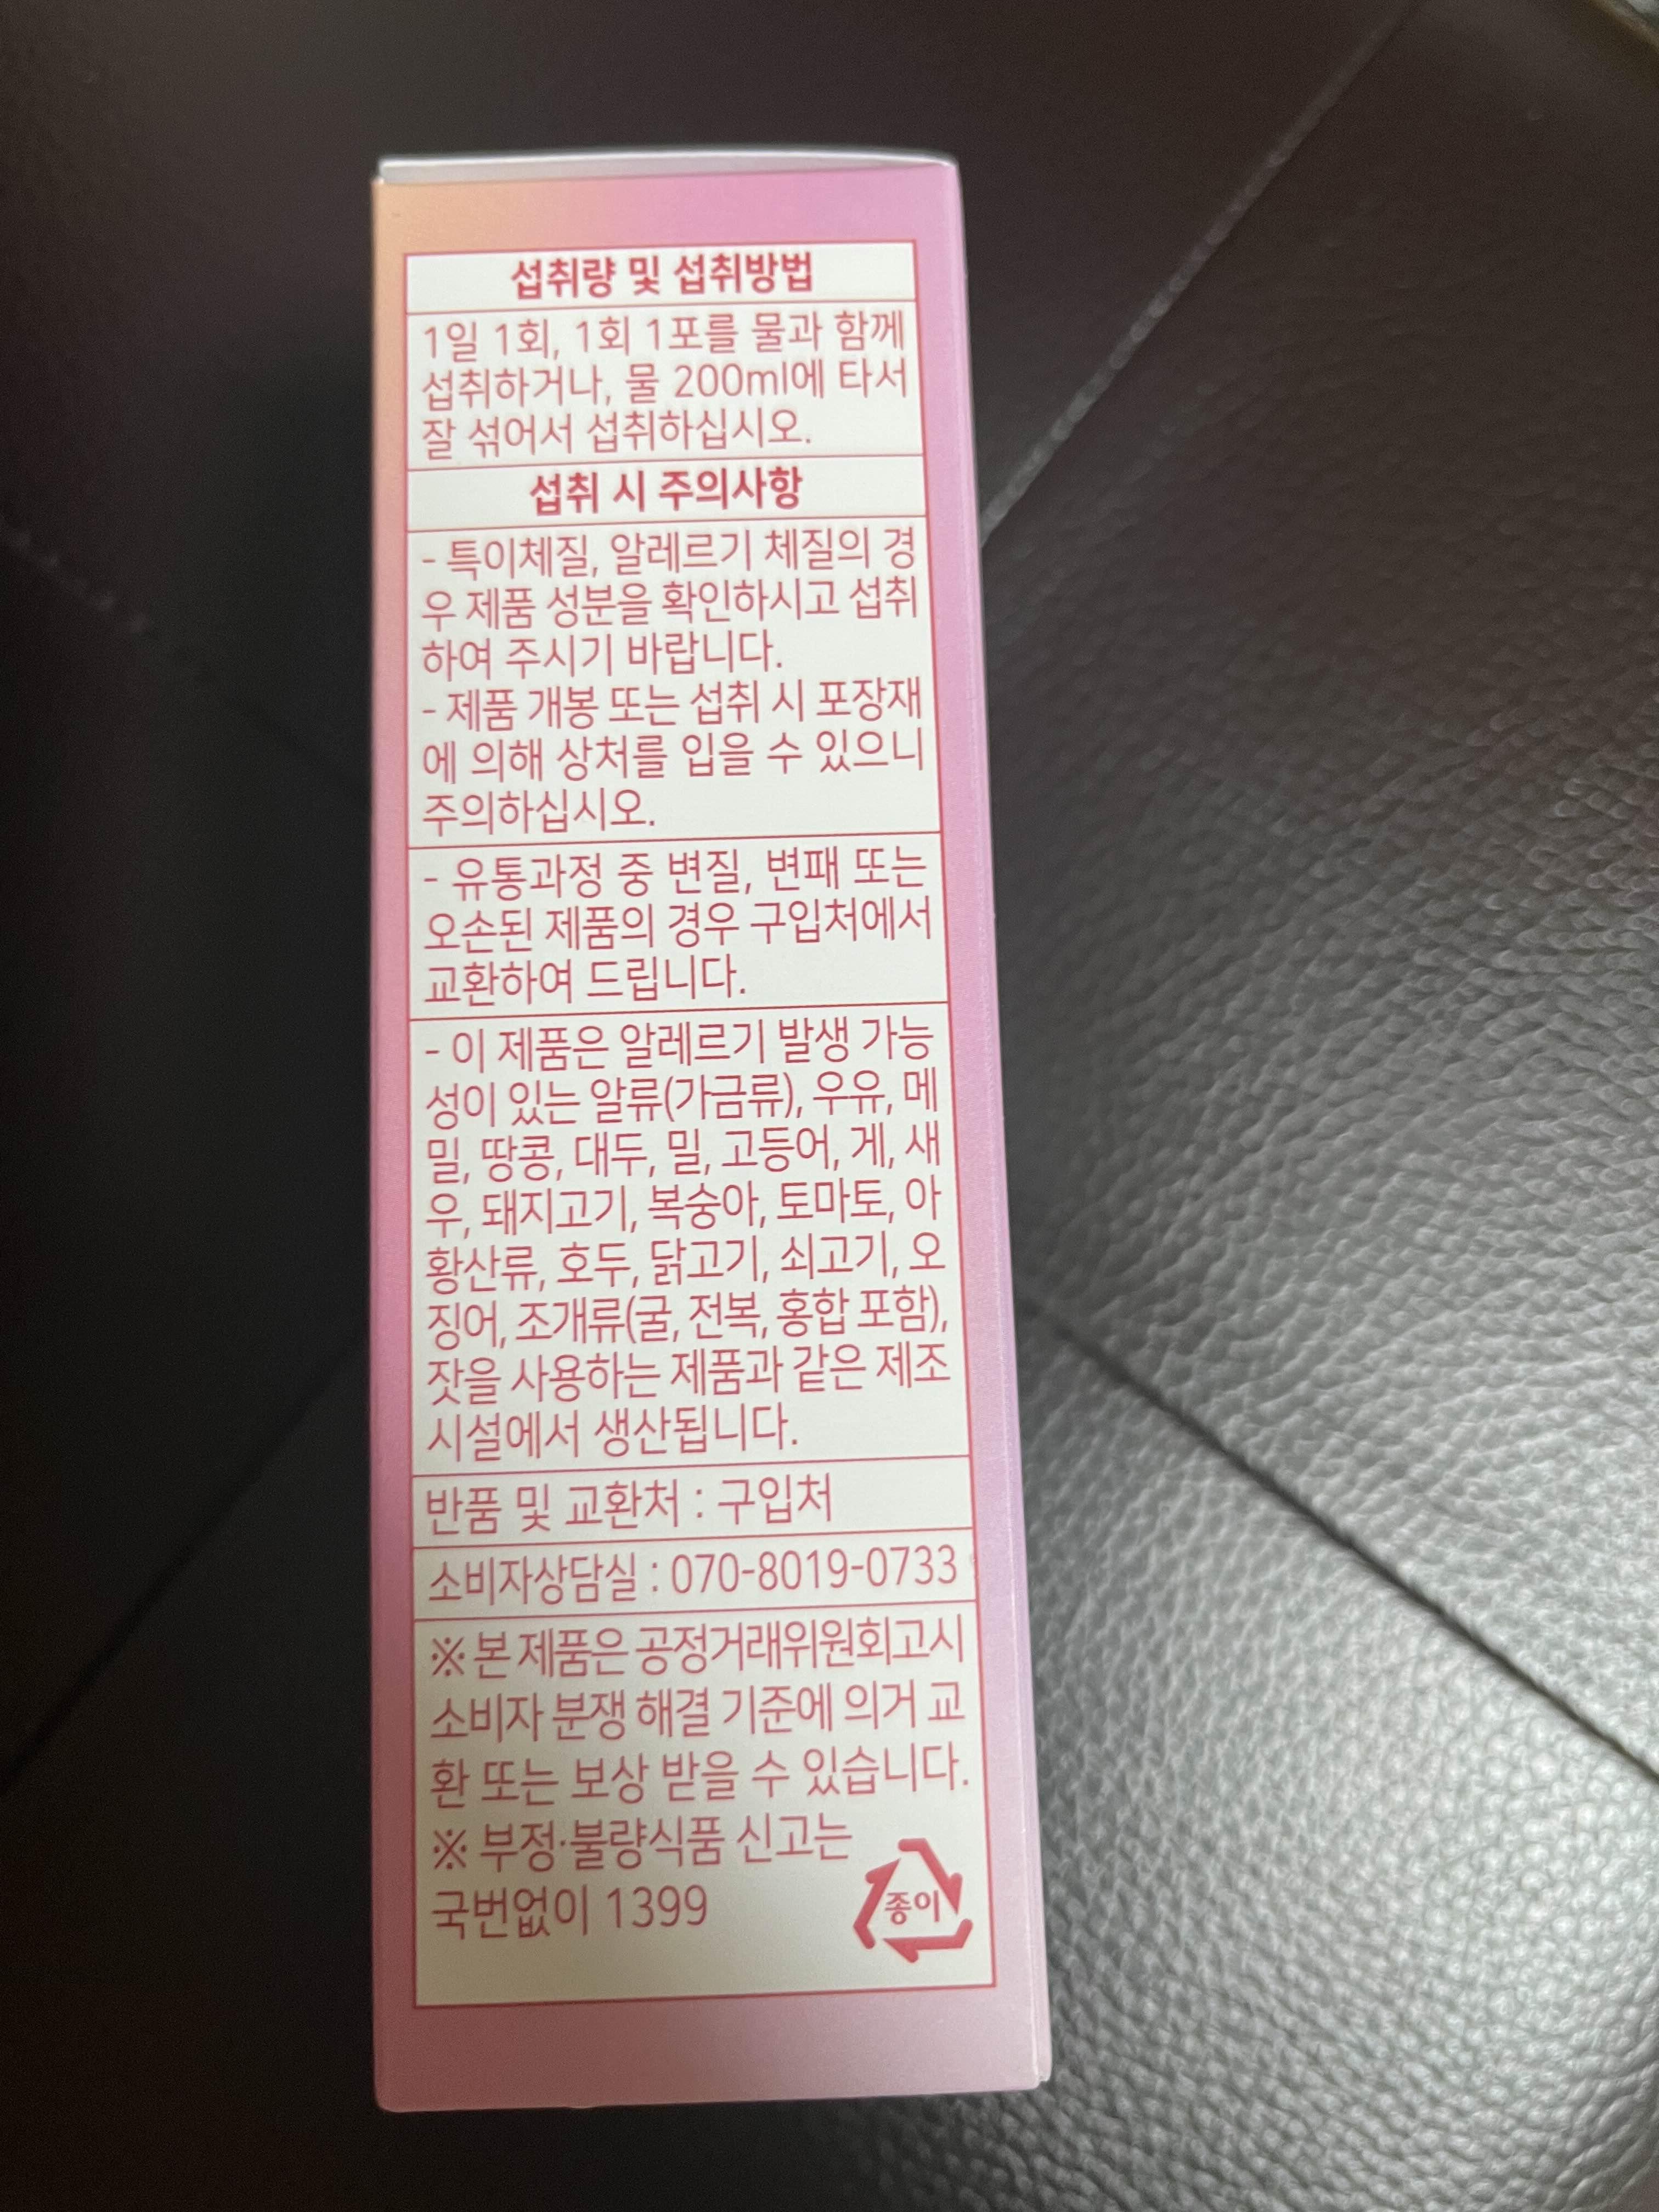 섭취량 및 섭취방법
1일 1회, 1회 1포를 물과 함께
섭취하거나, 물 200ml에 타서
잘 섞어서 섭취하십시오.
섭취 시 주의사항
- 특이체질, 알레르기 체질의 경
우 제품 성분을 확인하시고 섭취
하여 주시기 바랍니다.
- 제품 개봉 또는 섭취 시 포장재
에 의해 상처를 입을 수 있으니
주의하십시오.
- 유통과정 중 변질, 변패 또는
오손된 제품의 경우 구입처에서
교환하여 드립니다.
- 이 제품은 알레르기 발생 가능
성이 있는 알류(가금류), 우유, 메
밀, 땅콩, 대두, 밀, 고등어, 게, 새
우, 돼지고기, 복숭아, 토마토, 아
황산류, 호두, 닭고기, 쇠고기, 오
징어, 조개류(굴, 전복, 홍합 포함),
잣을 사용하는 제품과 같은 제조
시설에서 생산됩니다.
반품 및 교환처 : 구입처
소비자상담실 : 070-8019-0733
※ 본 제품은 공정거래위원회고시
소비자 분쟁 해결 기준에 의거 교
환 또는 보상 받을 수 있습니다.
※ 부정·불량식품 신고는
국번없이 1399
종이